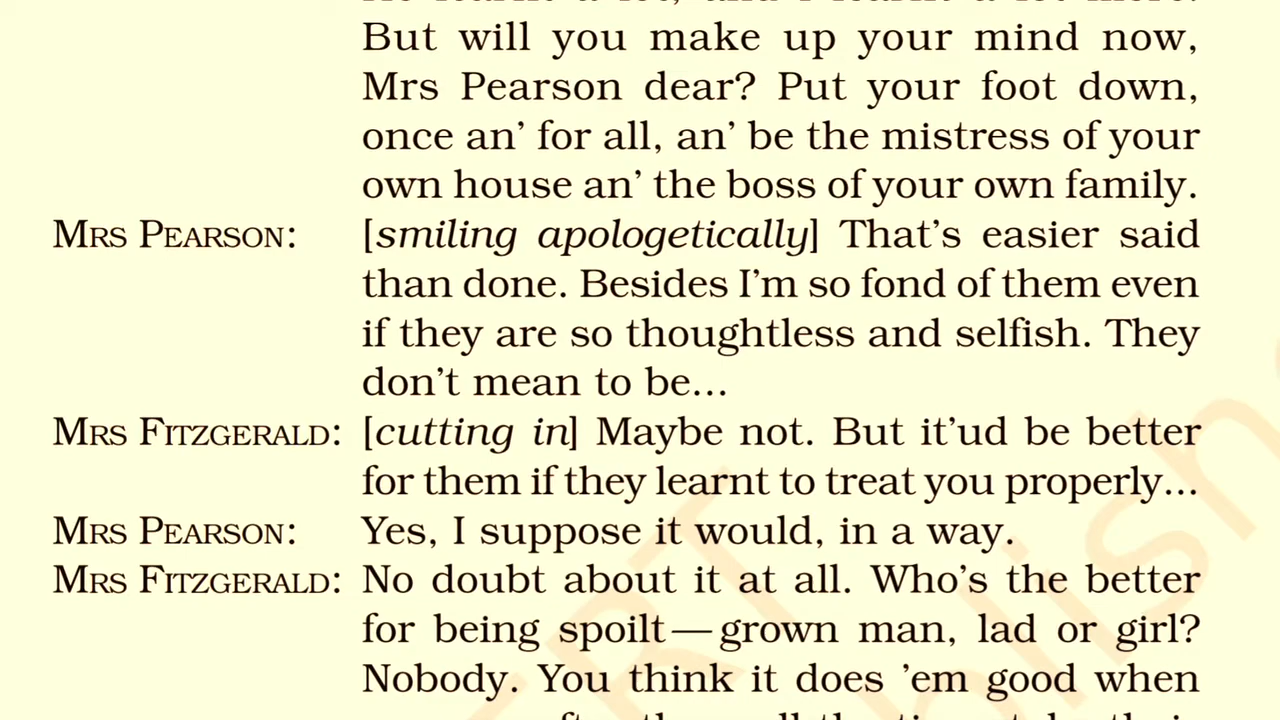 But will you make up your mind now,
Mrs Pearson dear? Put your foot down,
once an’ for all, an’ be the mistress of your
own house an’ the boss of your own family.
MRS PEARSON: [smiling apologetically] That’s easier said
than done. Besides I’m so fond of them even
if they are so thoughtless and selfish. They
don’t mean to be...
MRS FITZGERALD: [cutting in] Maybe not. But it’ud be better
for them if they learnt to treat you properly...
MRS PEARSON: Yes, I suppose it would, in a way.
MRS FITZGERALD: No doubt about it at all. Who’s the better
for being spoilt—grown man, lad or girl?
Nobody. You think it does ’em good when